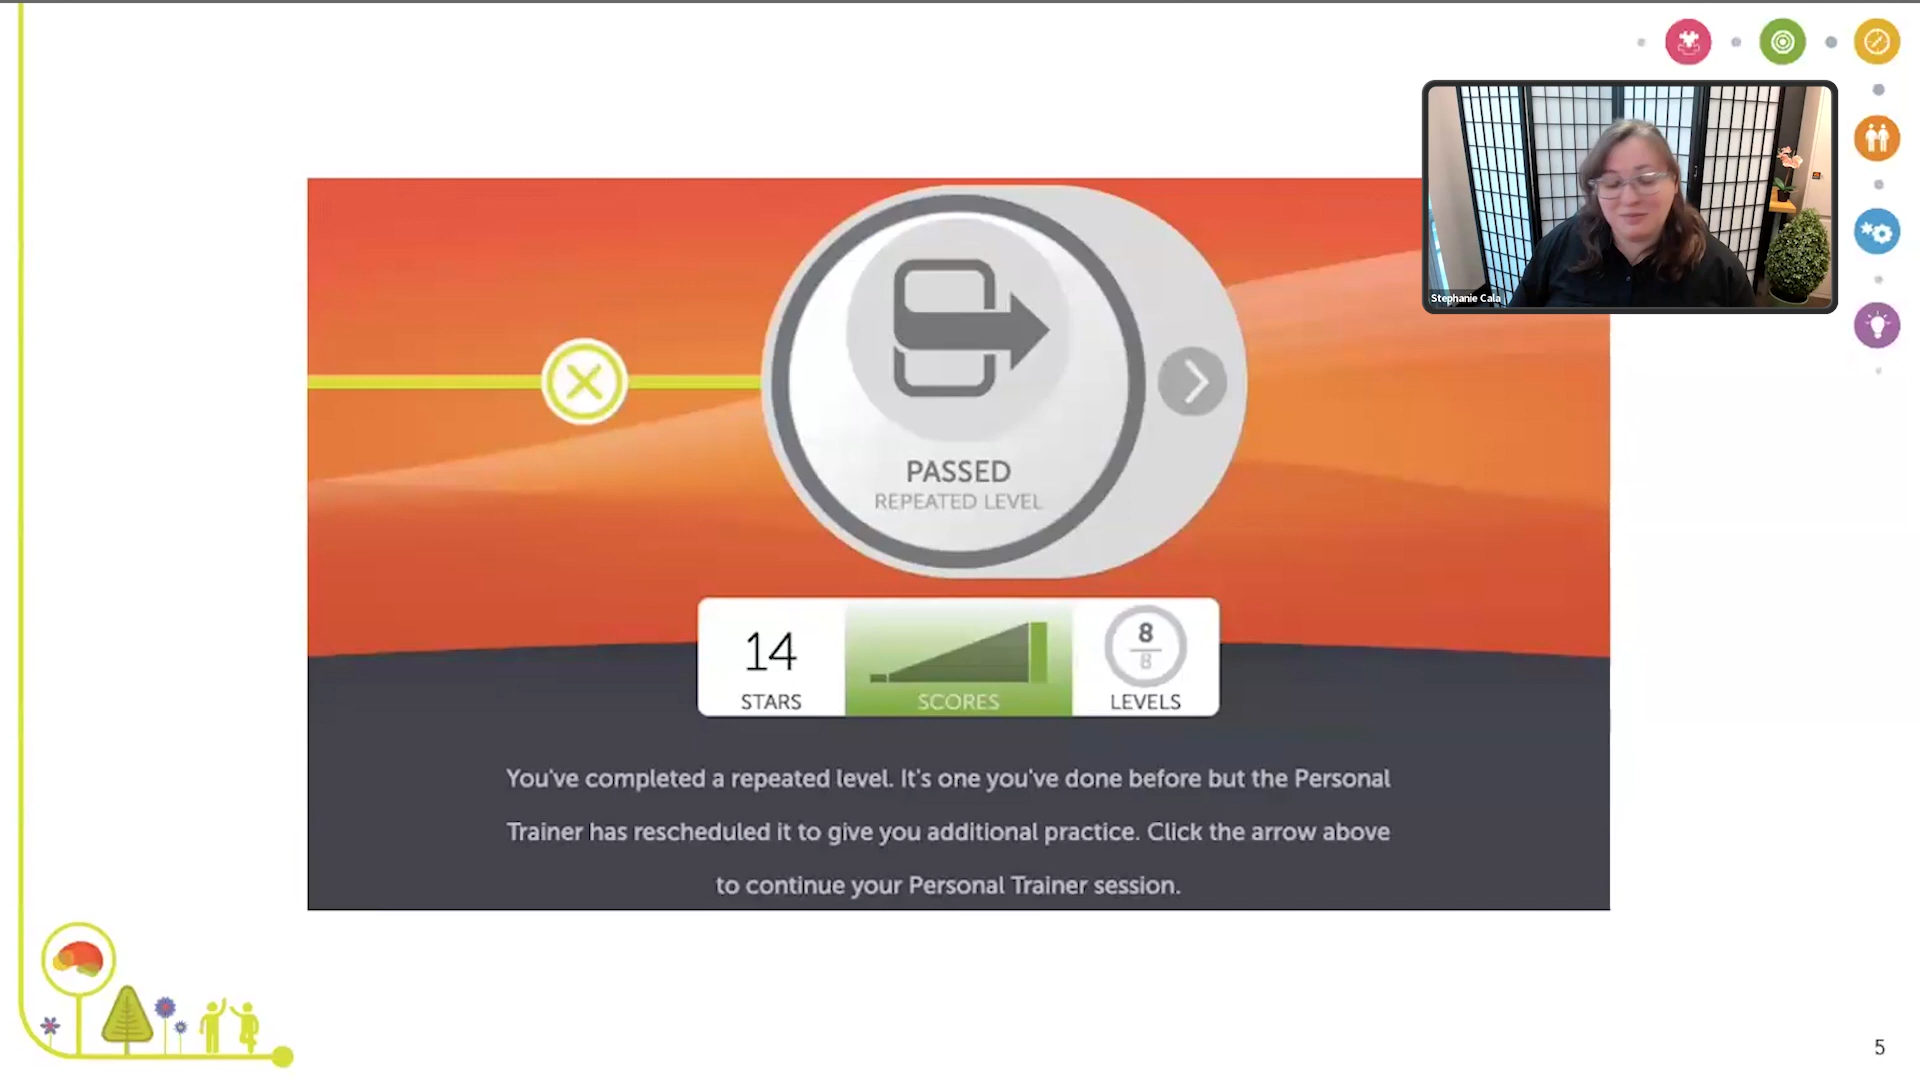 Stephanie Cala
PASSED
REPEATED LEVEL
14
STARS
SCORES
8
8
LEVELS
You've completed a repeated level. It's one you've done before but the Personal
Trainer has rescheduled it to give you additional practice. Click the arrow above
to continue your Personal Trainer session.
5